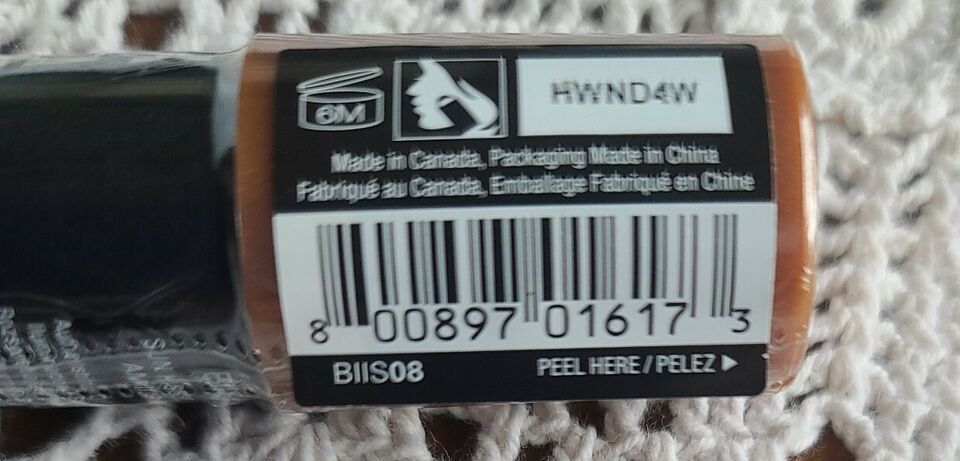 6M
HWND4W
Made in Canada, Packaging Made in China
Fabriqué au Canada, Emballage Fabriqué en Chine
8 00897 01617 3
BIIS08 PEEL HERE / PELEZ